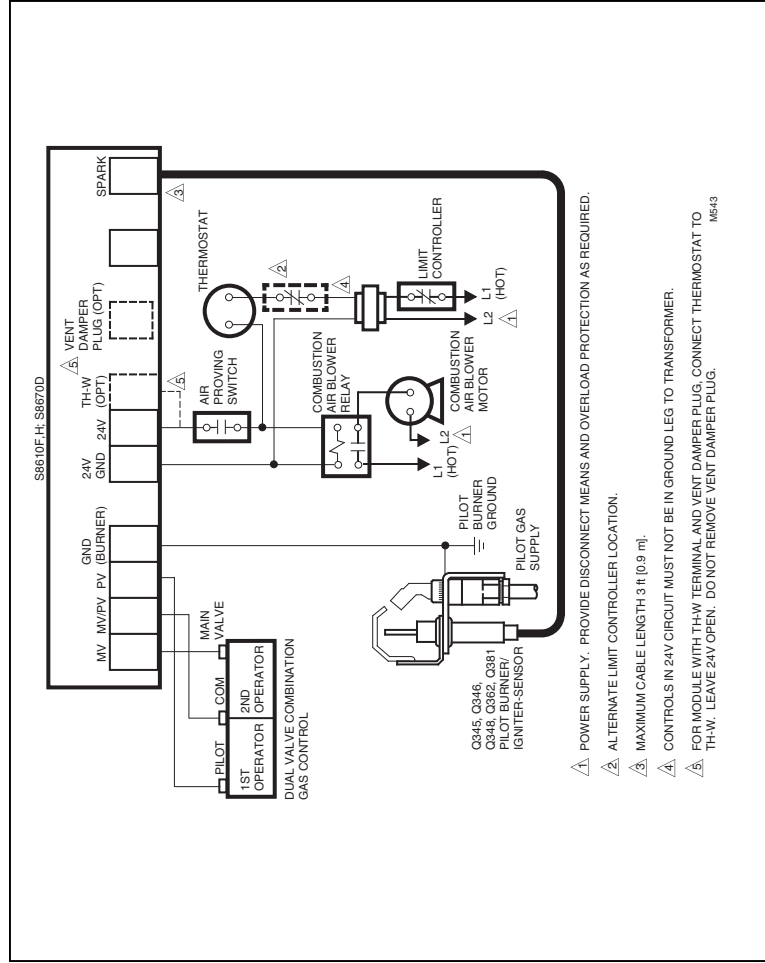 S8610F,H; S8670D
MV
MV/PV
PV
GND
(BURNER)
24V
GND
24V
TH-W
(OPT)
5
VENT
DAMPER
PLUG (OPT)
SPARK
5
3
MAIN
VALVE
PILOT
COM
1ST
OPERATOR
2ND
OPERATOR
DUAL VALVE COMBINATION
GAS CONTROL
AIR
PROVING
SWITCH
THERMOSTAT
2
4
COMBUSTION
AIR BLOWER
RELAY
LIMIT
CONTROLLER
L1
(HOT)
L2
1
COMBUSTION
AIR BLOWER
MOTOR
L2
1
L1
(HOT)
PILOT
BURNER
GROUND
PILOT GAS
SUPPLY
Q345, Q346,
Q348, Q362, Q381
PILOT BURNER/
IGNITER-SENSOR
1 POWER SUPPLY. PROVIDE DISCONNECT MEANS AND OVERLOAD PROTECTION AS REQUIRED.
2 ALTERNATE LIMIT CONTROLLER LOCATION.
3 MAXIMUM CABLE LENGTH 3 ft [0.9 m].
4 CONTROLS IN 24V CIRCUIT MUST NOT BE IN GROUND LEG TO TRANSFORMER.
5 FOR MODULE WITH TH-W TERMINAL AND VENT DAMPER PLUG, CONNECT THERMOSTAT TO
TH-W. LEAVE 24V OPEN. DO NOT REMOVE VENT DAMPER PLUG.
M543